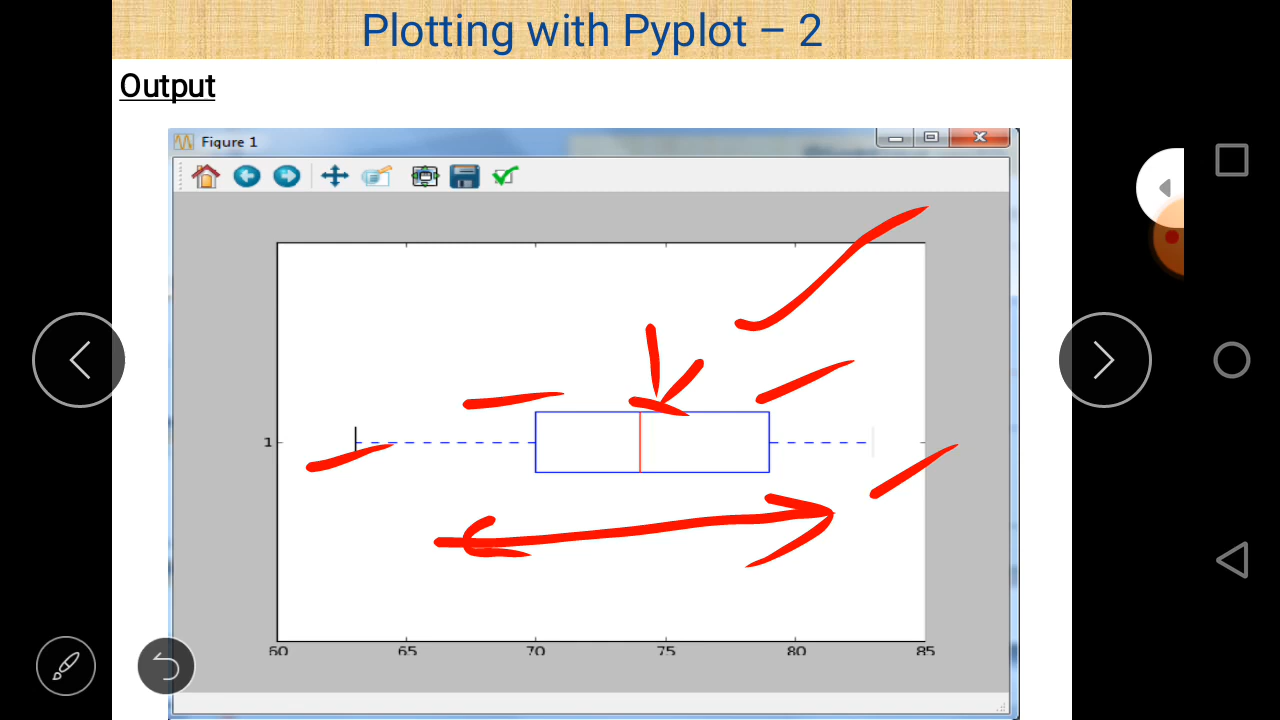 Plotting with Pyplot – 2
Output
Figure 1
1
60 65 70 75 80 85